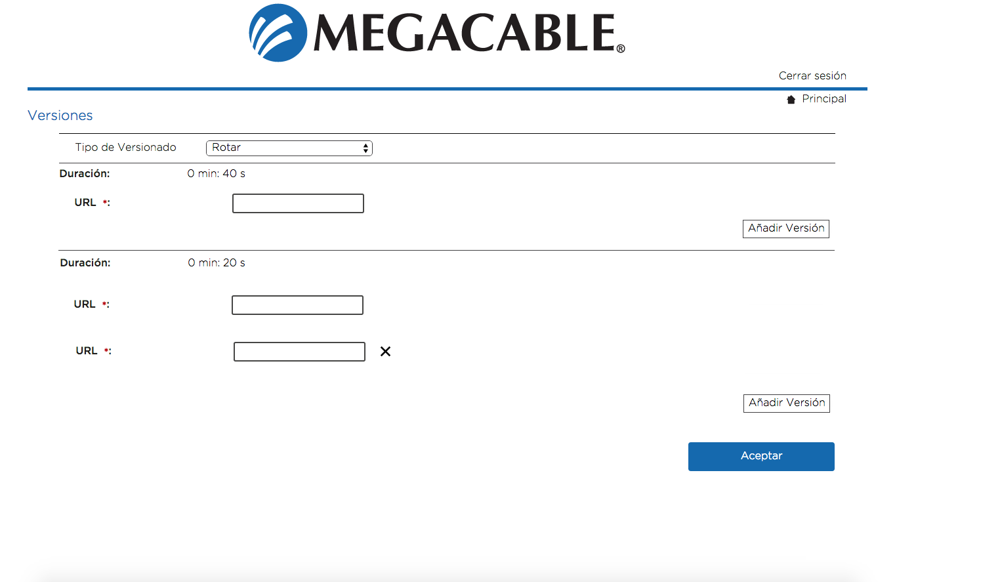 MEGACABLE®
Cerrar sesión
Principal
Versiones
Tipo de Versionado Rotar
Duración: 0 min: 40 s
URL *:
Añadir Versión
Duración: 0 min: 20 s
URL *:
URL *:
Añadir Versión
Aceptar